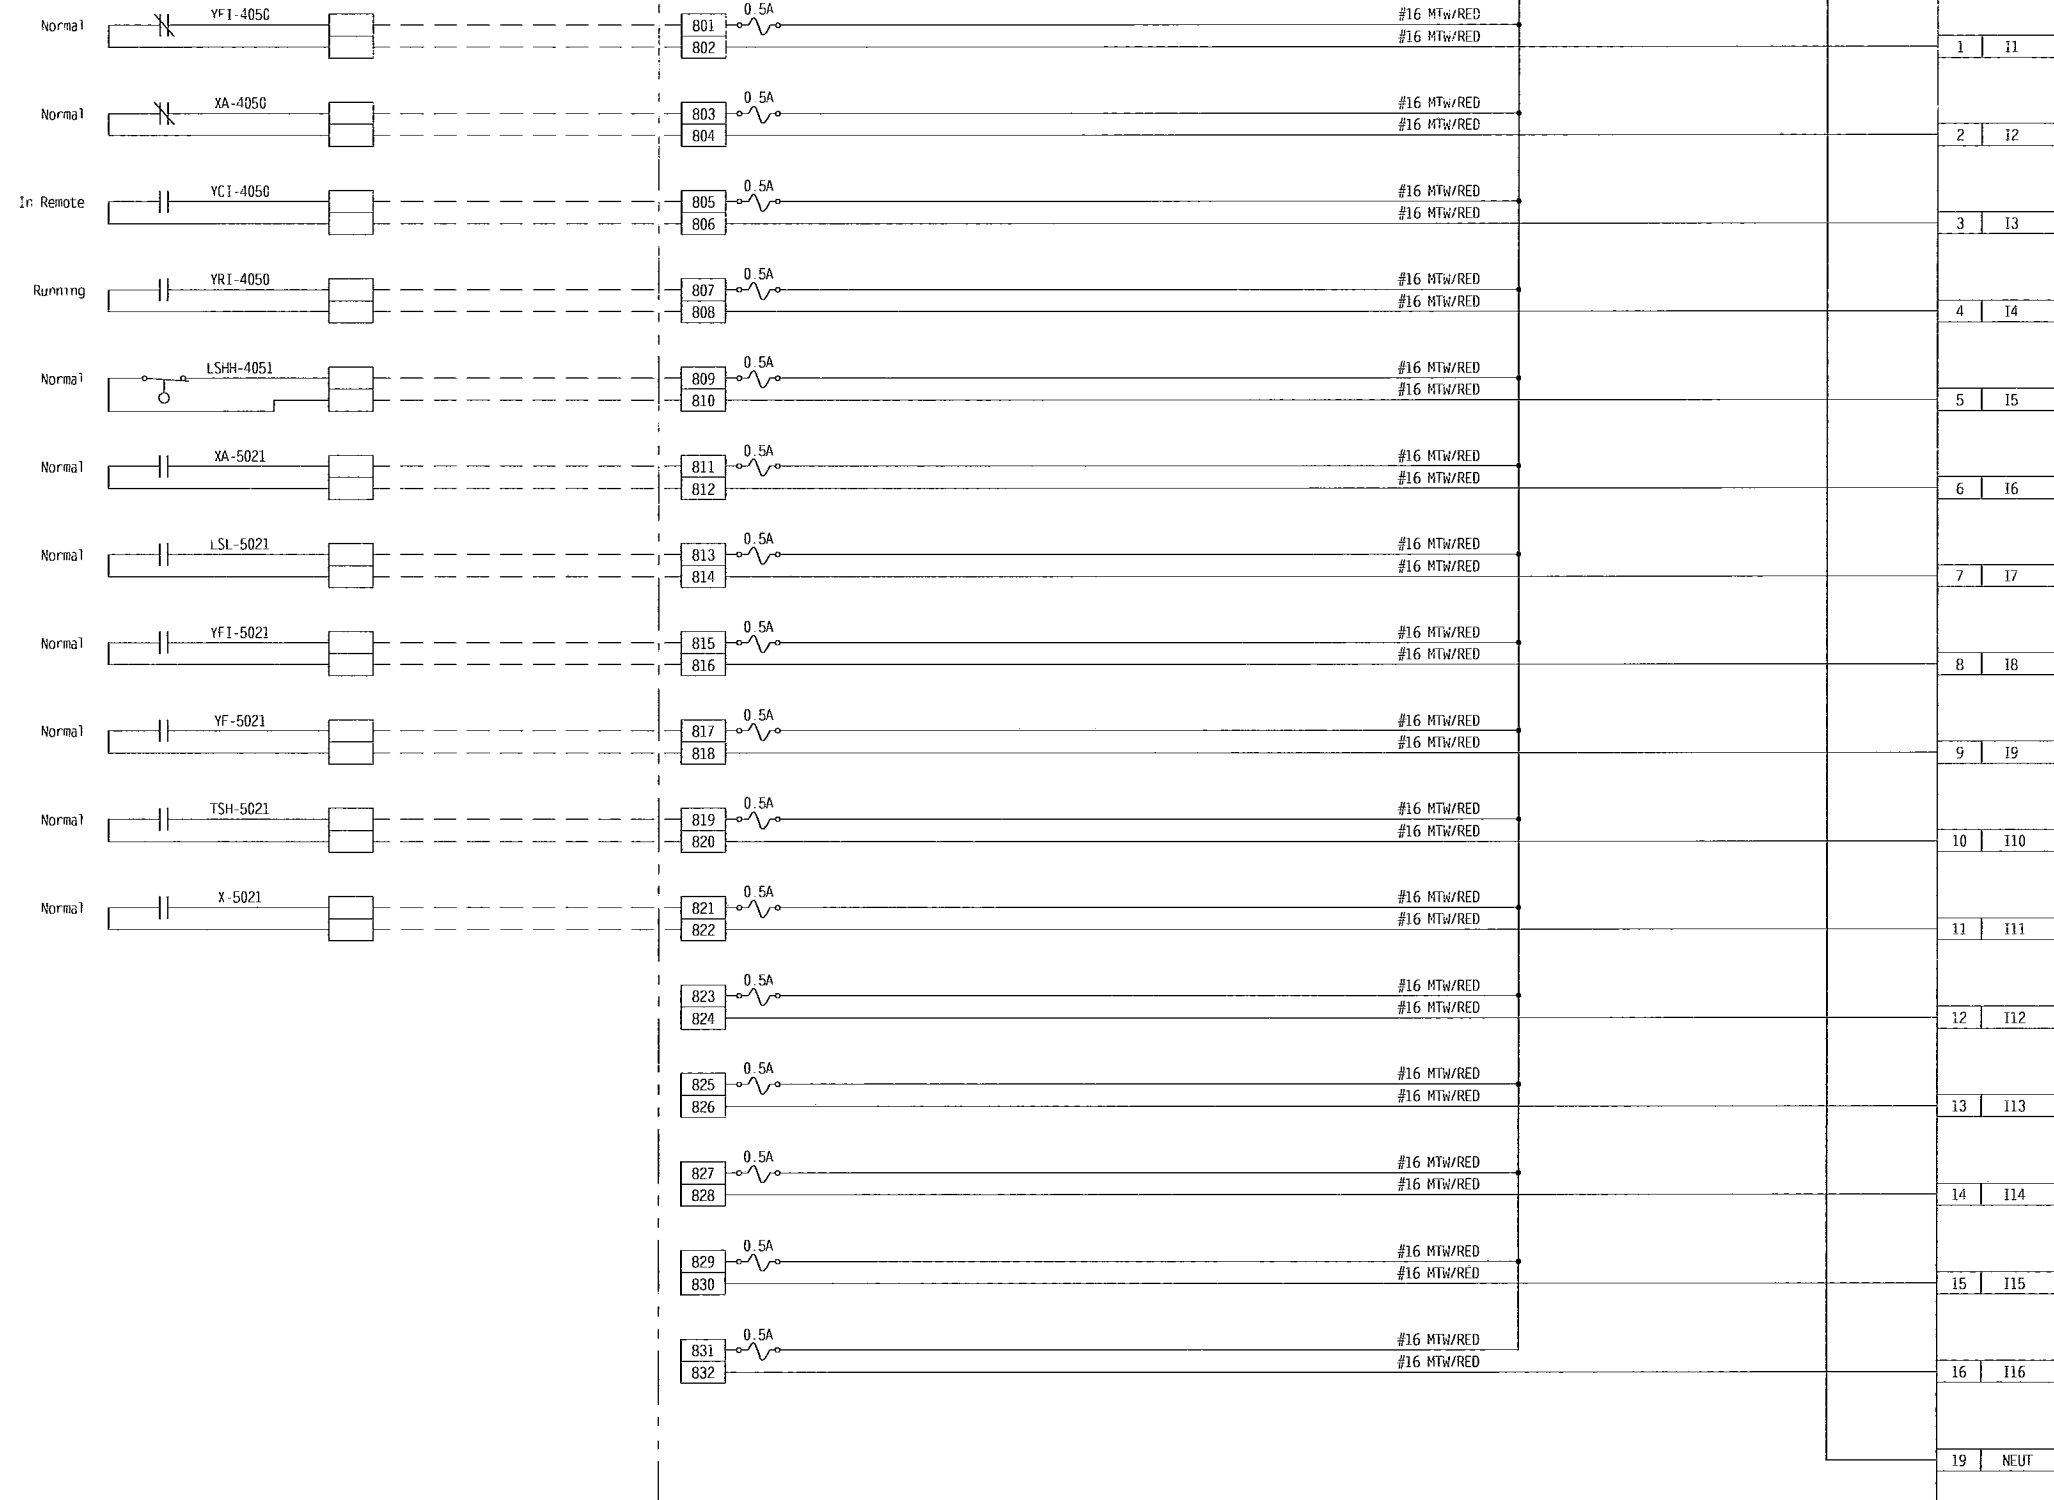 YFI-4050 0.5A #16 MTW/RED
Normal 801
#16 MTW/RED
802 1 I1
XA-4050 0.5A #16 MTW/RED
Normal 803
#16 MTW/RED
804 2 I2
YCI-4050 0.5A #16 MTW/RED
In Remote 805
#16 MTW/RED
806 3 I3
YRI-4050 0.5A #16 MTW/RED
Running 807
#16 MTW/RED
808 4 I4
LSHH-4051 0.5A #16 MTW/RED
Normal 809
#16 MTW/RED
810 5 I5
XA-5021 0.5A #16 MTW/RED
Normal 811
#16 MTW/RED
812 6 I6
LSL-5021 0.5A #16 MTW/RED
Normal 813
#16 MTW/RED
814 7 I7
YFI-5021 0.5A #16 MTW/RED
Normal 815
#16 MTW/RED
816 8 I8
YF-5021 0.5A #16 MTW/RED
Normal 817
#16 MTW/RED
818 9 I9
TSH-5021 0.5A #16 MTW/RED
Normal 819
#16 MTW/RED
820 10 I10
X-5021 0.5A #16 MTW/RED
Normal 821
#16 MTW/RED
822 11 I11
0.5A #16 MTW/RED
823
#16 MTW/RED
824 12 I12
0.5A #16 MTW/RED
825
#16 MTW/RED
826 13 I13
0.5A #16 MTW/RED
827
#16 MTW/RED
828 14 I14
0.5A #16 MTW/RED
829
#16 MTW/RED
830 15 I15
0.5A #16 MTW/RED
831
#16 MTW/RED
832 16 I16
19 NEUT